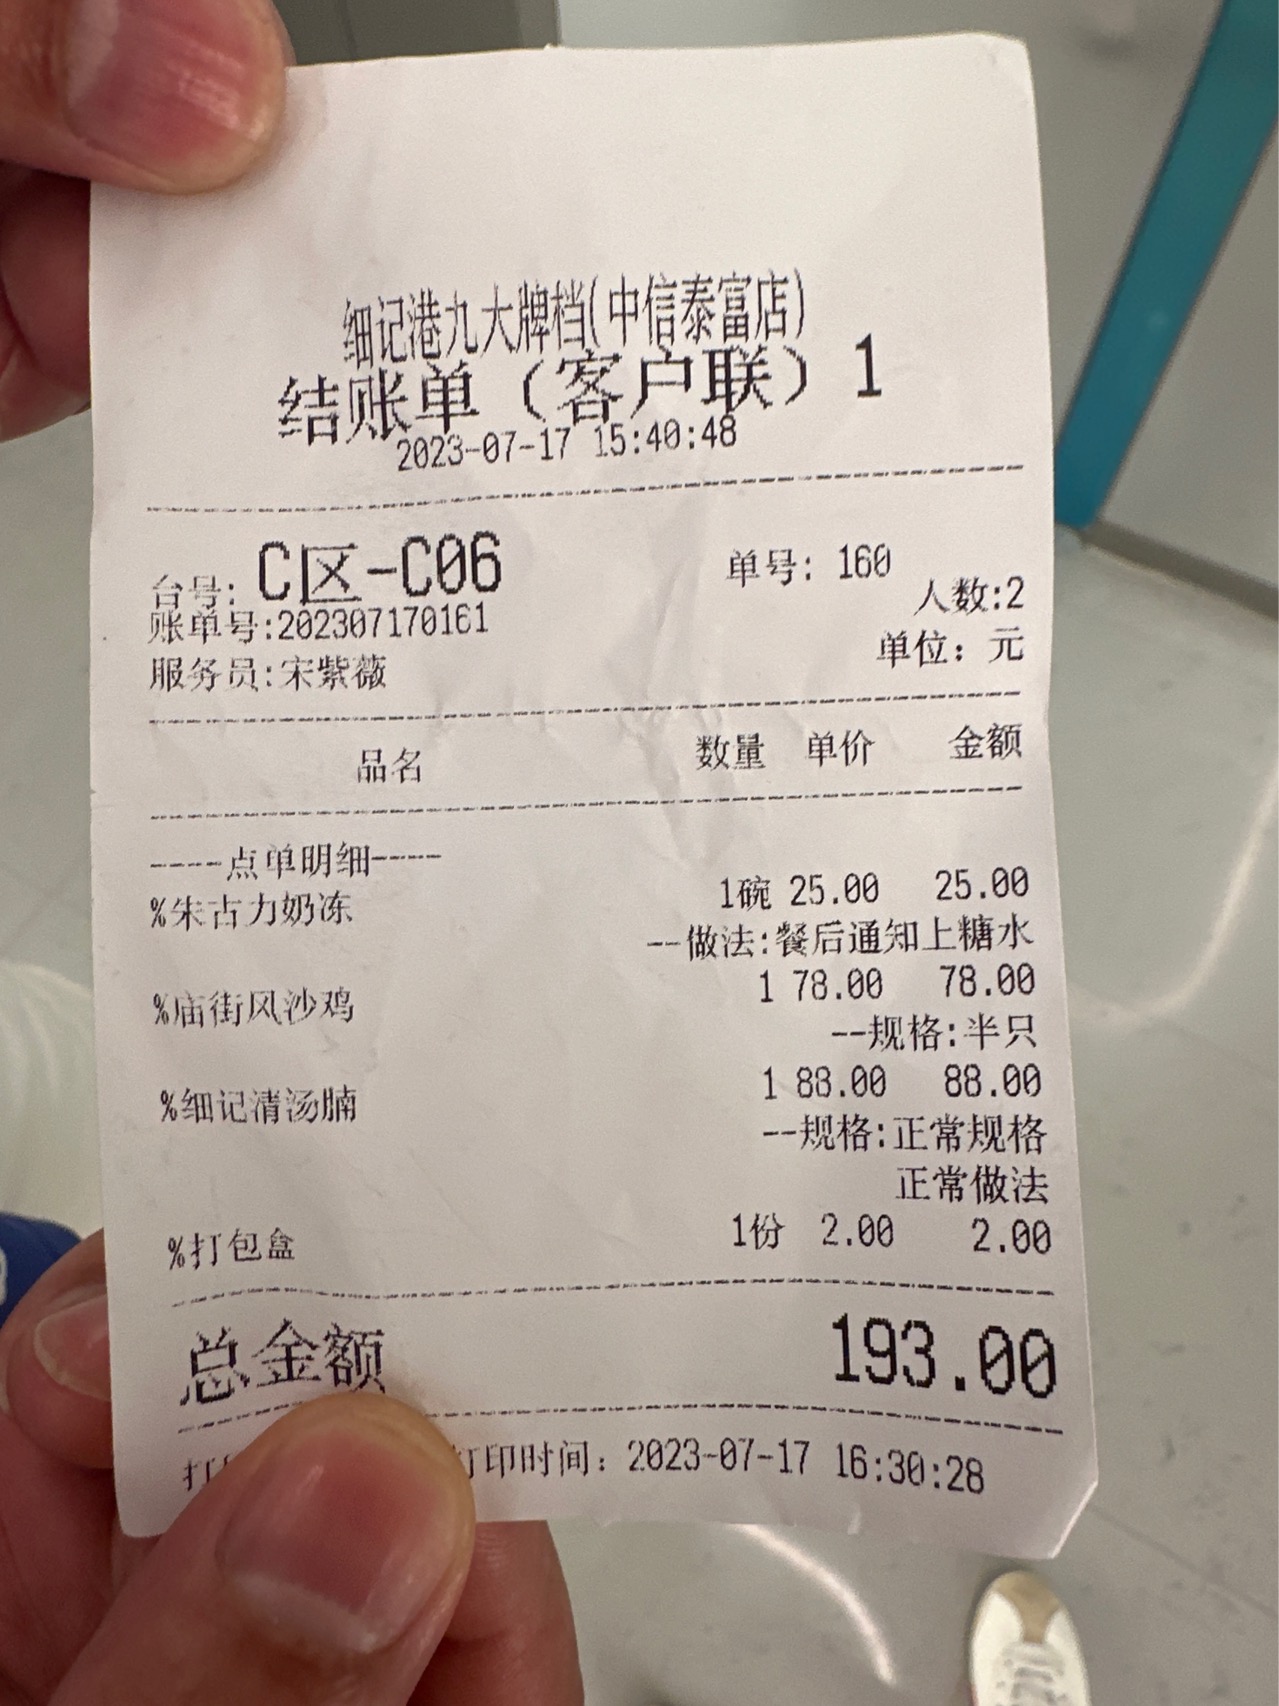 细记港九大牌档(中信泰富店)
结账单（客户联）1
2023-07-17 15:40:48
台号: C区-C06 单号: 160
人数:2
账单号:202307170161
单位: 元
服务员:宋紫薇
品名 数量 单价 金额
----点单明细----
%朱古力奶冻 1碗 25.00 25.00
--做法:餐后通知上糖水
%庙街风沙鸡 1 78.00 78.00
--规格:半只
%细记清汤腩 1 88.00 88.00
--规格:正常规格
正常做法
%打包盒 1份 2.00 2.00
总金额 193.00
打印时间: 2023-07-17 16:30:28